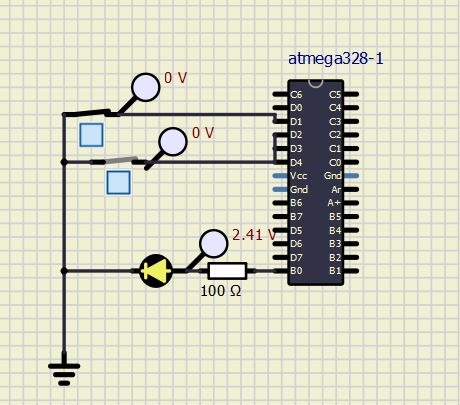 atmega328-1
0 V
0 V
2.41 V
100 Ω
C6 C5
D0 C4
D1 C3
D2 C2
D3 C1
D4 C0
Vcc Gnd
Gnd Ar
B6 A+
B7 B5
D5 B4
D6 B3
D7 B2
B0 B1